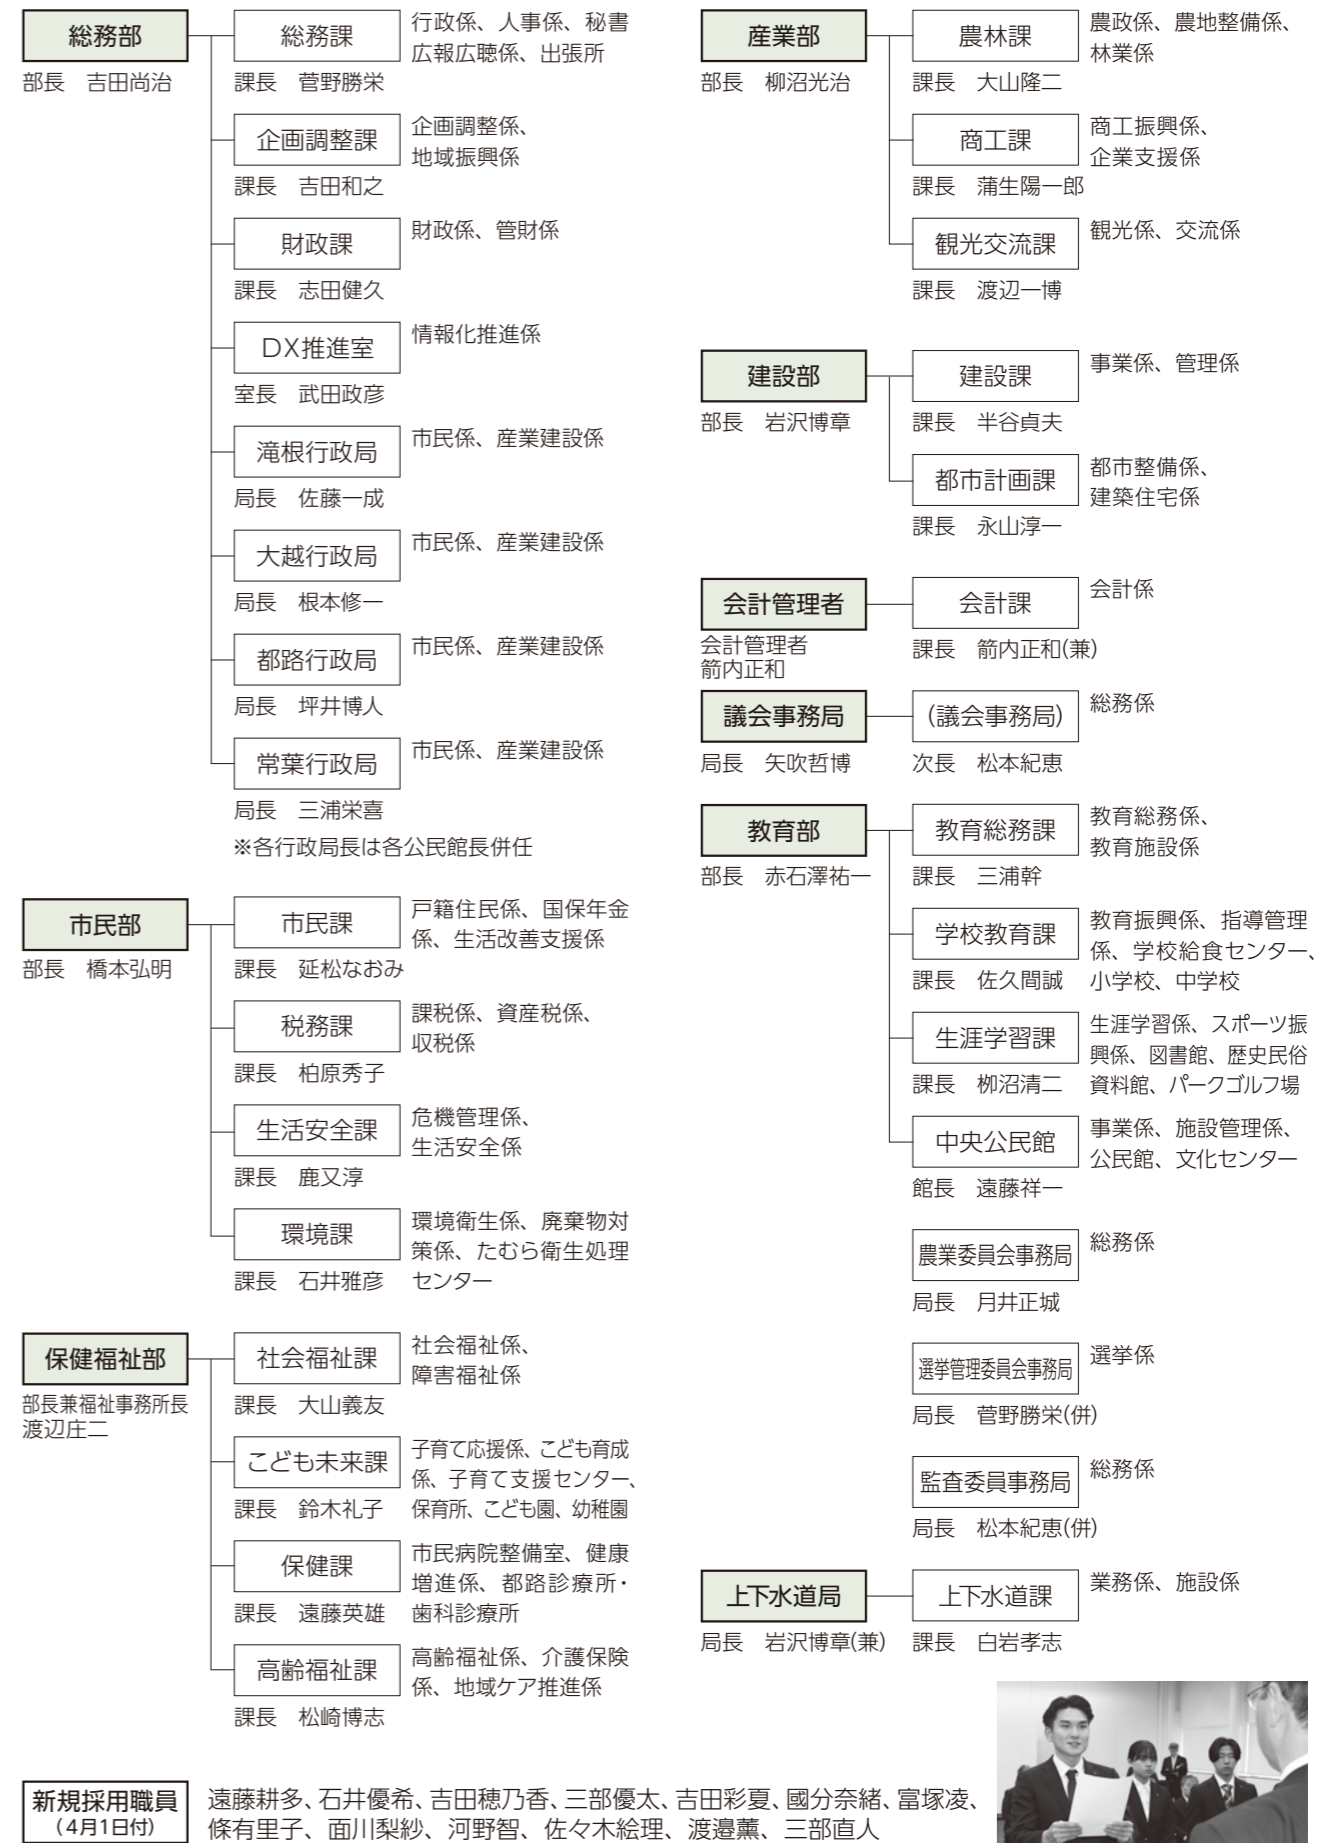 総務部
部長　吉田尚治
総務課
課長　菅野勝栄
行政係、人事係、秘書
広報広聴係、出張所
企画調整課
課長　吉田和之
企画調整係、
地域振興係
財政課
課長　志田健久
財政係、管財係
DX推進室
室長　武田政彦
情報化推進係
滝根行政局
局長　佐藤一成
市民係、産業建設係
大越行政局
局長　根本修一
市民係、産業建設係
都路行政局
局長　坪井博人
市民係、産業建設係
常葉行政局
局長　三浦栄喜
市民係、産業建設係
※各行政局長は各公民館長併任
市民部
部長　橋本弘明
市民課
課長　延松なおみ
戸籍住民係、国保年金
係、生活改善支援係
税務課
課長　柏原秀子
課税係、資産税係、
収税係
生活安全課
課長　鹿又淳
危機管理係、
生活安全係
環境課
課長　石井雅彦
環境衛生係、廃棄物対
策係、たむら衛生処理
センター
保健福祉部
部長兼福祉事務所長
渡辺庄二
社会福祉課
課長　大山義友
社会福祉係、
障害福祉係
こども未来課
課長　鈴木礼子
子育て応援係、こども育成
係、子育て支援センター、
保育所、こども園、幼稚園
保健課
課長　遠藤英雄
市民病院整備室、健康
増進係、都路診療所・
歯科診療所
高齢福祉課
課長　松崎博志
高齢福祉係、介護保険
係、地域ケア推進係
産業部
部長　柳沼光治
農林課
課長　大山隆二
農政係、農地整備係、
林業係
商工課
課長　蒲生陽一郎
商工振興係、
企業支援係
観光交流課
課長　渡辺一博
観光係、交流係
建設部
部長　岩沢博章
建設課
課長　半谷貞夫
事業係、管理係
都市計画課
課長　永山淳一
都市整備係、
建築住宅係
会計管理者
会計管理者
箭内正和
会計課
課長　箭内正和(兼)
会計係
議会事務局
局長　矢吹哲博
(議会事務局)
次長　松本紀恵
総務係
教育部
部長　赤石澤祐一
教育総務課
課長　三浦幹
教育総務係、
教育施設係
学校教育課
課長　佐久間誠
教育振興係、指導管理
係、学校給食センター、
小学校、中学校
生涯学習課
課長　栁沼清二
生涯学習係、スポーツ振
興係、図書館、歴史民俗
資料館、パークゴルフ場
中央公民館
館長　遠藤祥一
事業係、施設管理係、
公民館、文化センター
農業委員会事務局
局長　月井正城
総務係
選挙管理委員会事務局
局長　菅野勝栄(併)
選挙係
監査委員事務局
局長　松本紀恵(併)
総務係
上下水道局
局長　岩沢博章(兼)
上下水道課
課長　白岩孝志
業務係、施設係
新規採用職員
（4月1日付）
遠藤耕多、石井優希、吉田穂乃香、三部優太、吉田彩夏、國分奈緒、富塚凌、
條有里子、面川梨紗、河野智、佐々木絵理、渡邉薫、三部直人